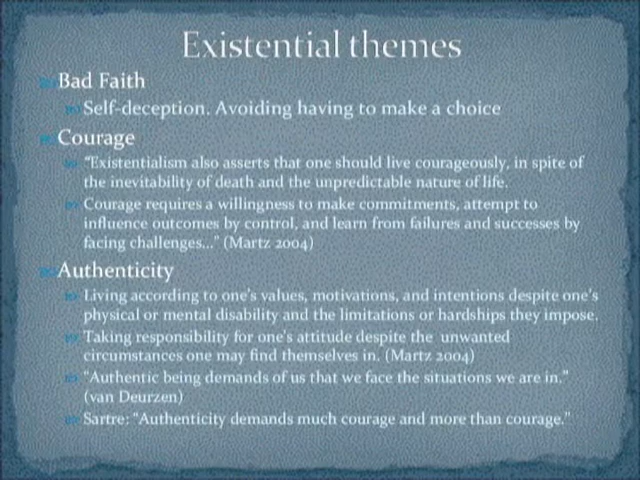 Existential themes
Bad Faith
Self-deception. Avoiding having to make a choice
Courage
"Existentialism also asserts that one should live courageously, in spite of
the inevitability of death and the unpredictable nature of life.
Courage requires a willingness to make commitments, attempt to
influence outcomes by control, and learn from failures and successes by
facing challenges..." (Martz 2004)
Authenticity
Living according to one's values, motivations, and intentions despite one's
physical or mental disability and the limitations or hardships they impose.
Taking responsibility for one's attitude despite the unwanted
circumstances one may find themselves in. (Martz 2004)
"Authentic being demands of us that we face the situations we are in."
(van Deurzen)
Sartre: "Authenticity demands much courage and more than courage."